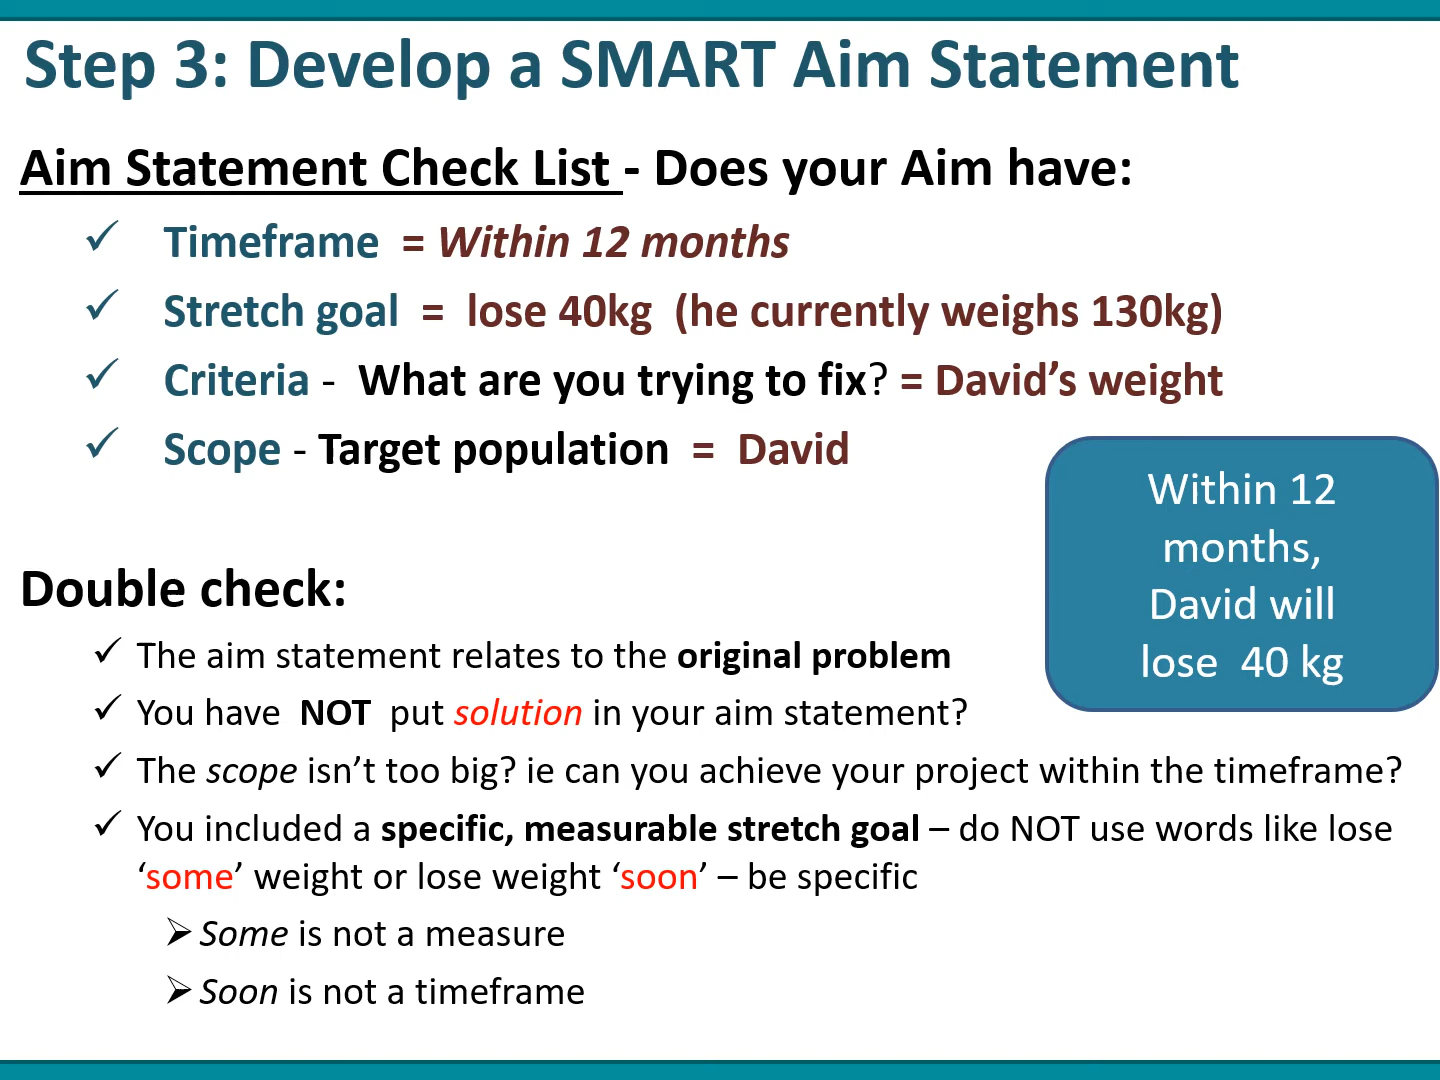 Step 3: Develop a SMART Aim Statement
Aim Statement Check List - Does your Aim have:
✓ Timeframe = Within 12 months
✓ Stretch goal = lose 40kg (he currently weighs 130kg)
✓ Criteria - What are you trying to fix? = David’s weight
✓ Scope - Target population = David
Within 12
months,
David will
lose 40 kg
Double check:
✓ The aim statement relates to the original problem
✓ You have NOT put solution in your aim statement?
✓ The scope isn’t too big? ie can you achieve your project within the timeframe?
✓ You included a specific, measurable stretch goal – do NOT use words like lose
‘some’ weight or lose weight ‘soon’ – be specific
➢ Some is not a measure
➢ Soon is not a timeframe